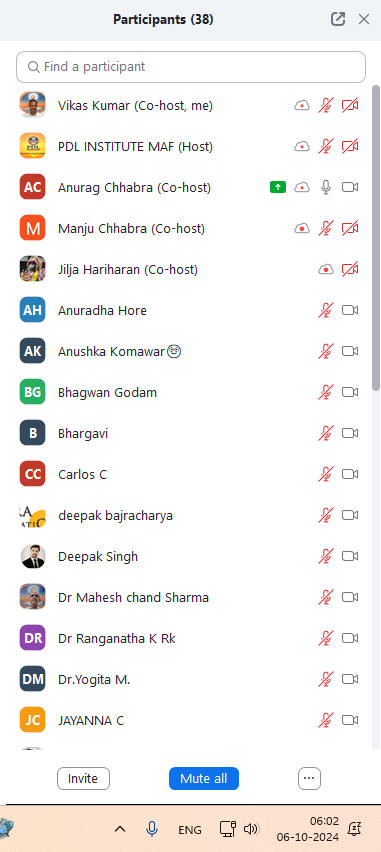 Participants (38)
Find a participant
Vikas Kumar (Co-host, me)
PDL INSTITUTE MAF (Host)
AC Anurag Chhabra (Co-host)
M Manju Chhabra (Co-host)
Jilja Hariharan (Co-host)
AH Anuradha Hore
AK Anushka Komawar
BG Bhagwan Godam
B Bhargavi
CC Carlos C
deepak bajracharya
Deepak Singh
Dr Mahesh chand Sharma
DR Dr Ranganatha K Rk
DM Dr.Yogita M.
JC JAYANNA C
Invite Mute all
ENG 06:02
06-10-2024